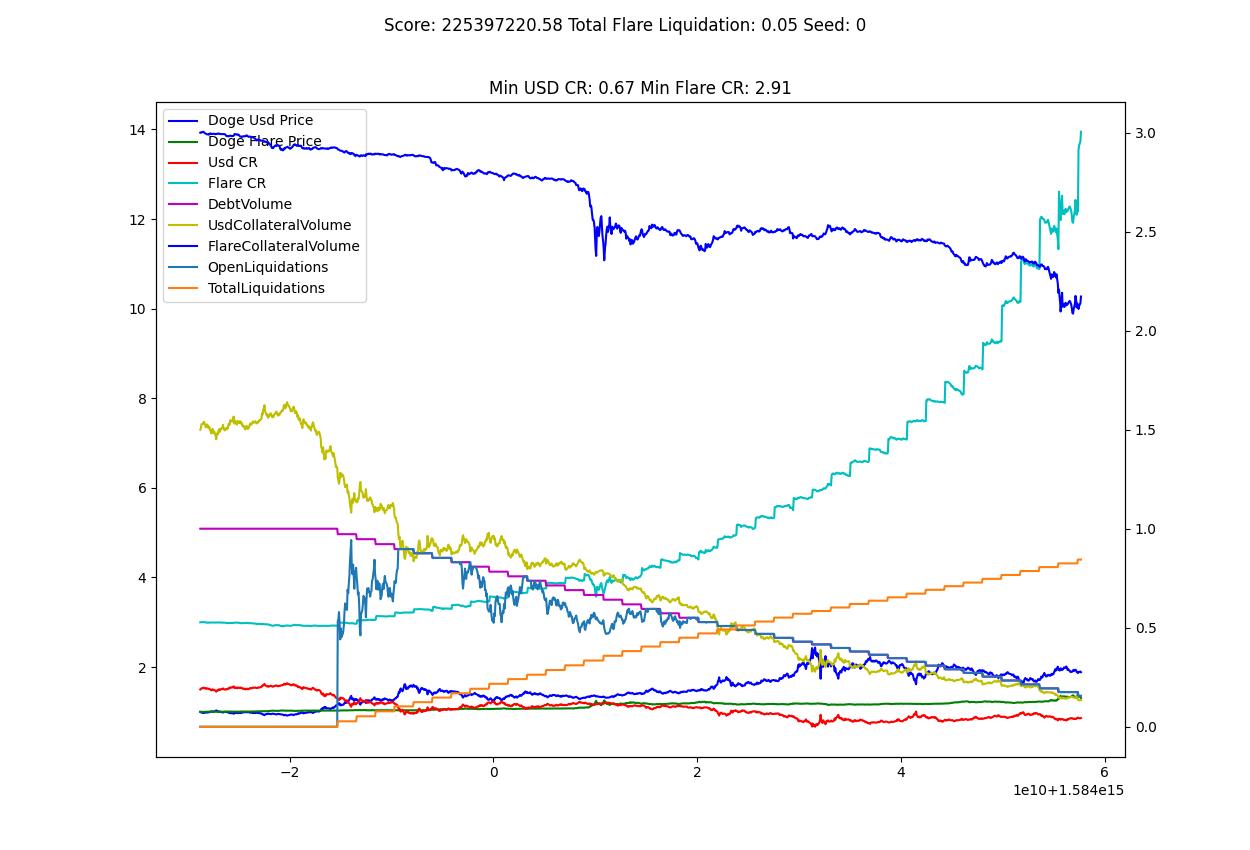 Score: 225397220.58 Total Flare Liquidation: 0.05 Seed: 0
Min USD CR: 0.67 Min Flare CR: 2.91
Doge Usd Price
Doge Flare Price
Usd CR
Flare CR
DebtVolume
UsdCollateralVolume
FlareCollateralVolume
OpenLiquidations
TotalLiquidations
14
12
10
8
6
4
2
3.0
2.5
2.0
1.5
1.0
0.5
0.0
−2
0
2
4
6
1e10+1.584e15